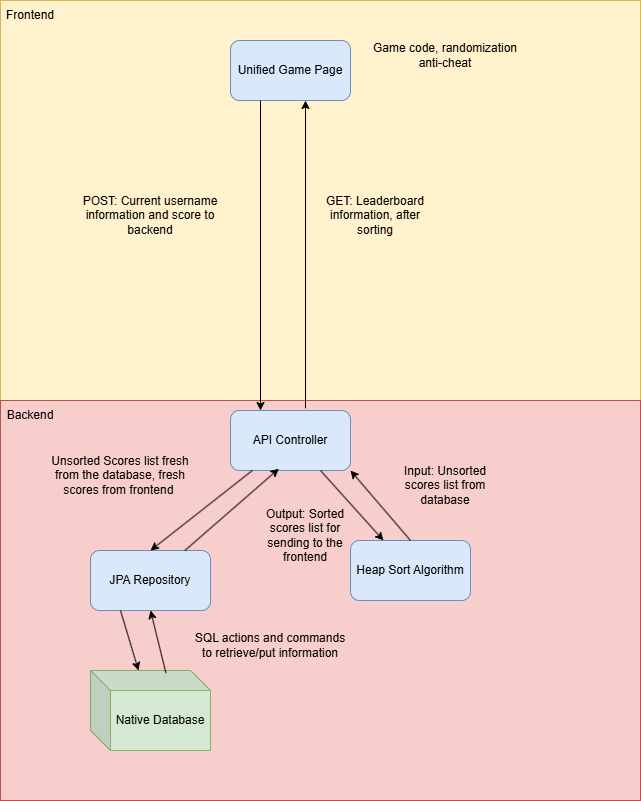 Frontend
Unified Game Page
Game code, randomization
anti-cheat
POST: Current username
information and score to
backend
GET: Leaderboard
information, after
sorting
Backend
API Controller
Unsorted Scores list fresh
from the database, fresh
scores from frontend
Input: Unsorted
scores list from
database
Output: Sorted
scores list for
sending to the
frontend
JPA Repository
Heap Sort Algorithm
SQL actions and commands
to retrieve/put information
Native Database